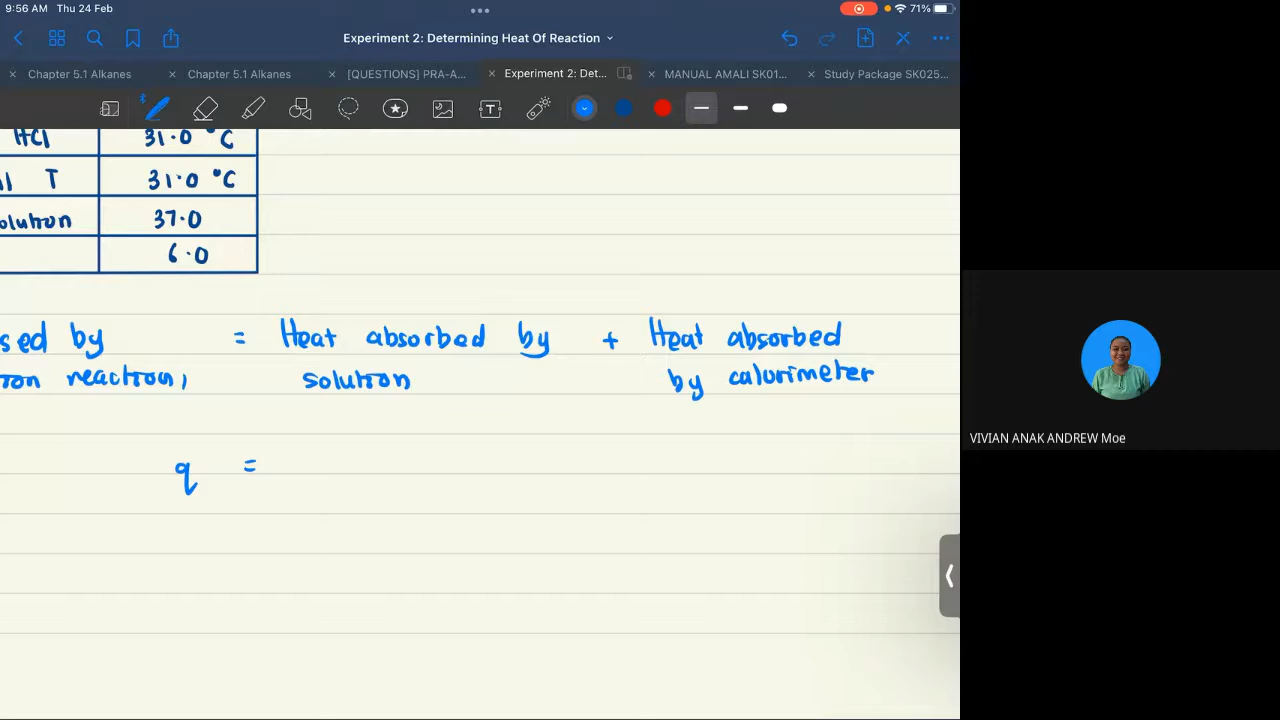 9:56 AM Thu 24 Feb
71%
Experiment 2: Determining Heat Of Reaction
Chapter 5.1 Alkanes
Chapter 5.1 Alkanes
[QUESTIONS] PRA-A...
Experiment 2: Det...
MANUAL AMALI SK01...
Study Package SK025...
HCl 31.0 °C
T 31.0 °C
olution 37.0
6.0
sed by = Heat absorbed by + Heat absorbed
ion reaction, solution by calorimeter
q =
VIVIAN ANAK ANDREW Moe